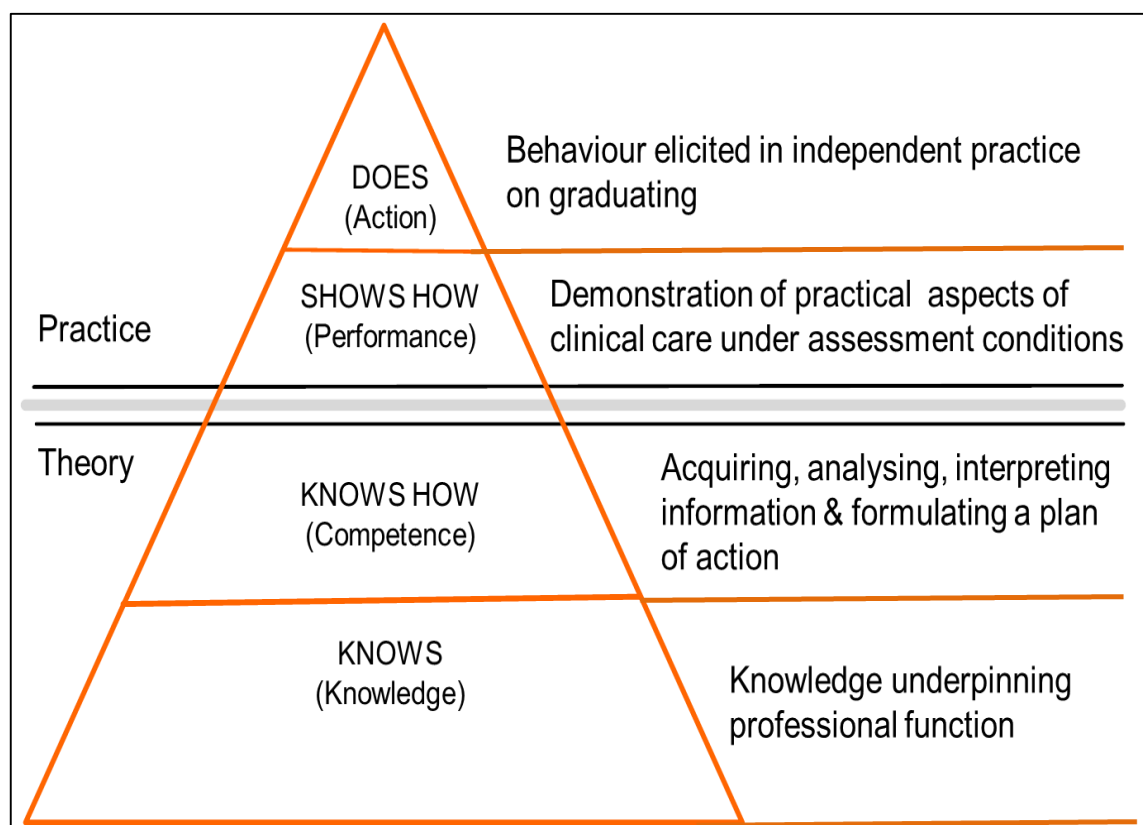 DOES
(Action)
Behaviour elicited in independent practice
on graduating
Practice
SHOWS HOW
(Performance)
Demonstration of practical aspects of
clinical care under assessment conditions
Theory
KNOWS HOW
(Competence)
Acquiring, analysing, interpreting
information & formulating a plan
of action
KNOWS
(Knowledge)
Knowledge underpinning
professional function